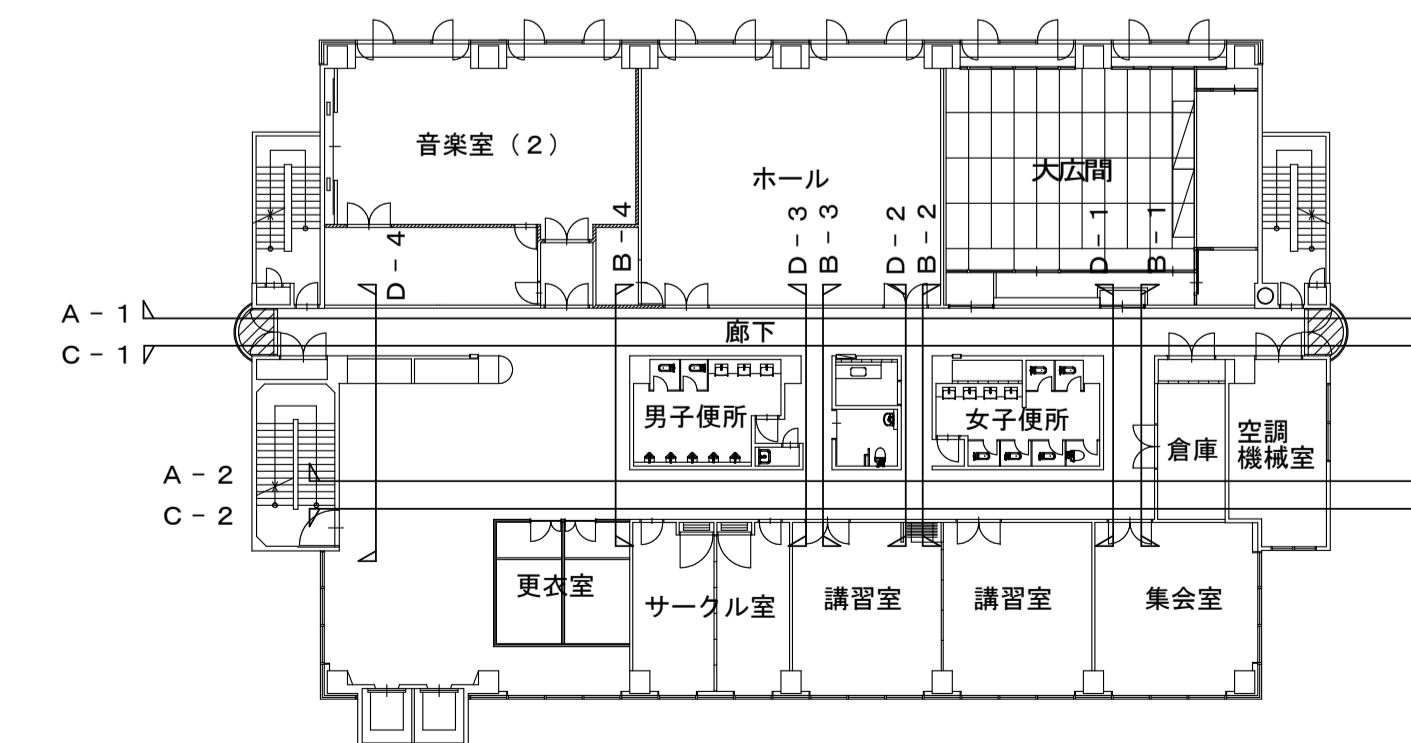 音楽室（２）
ホール
大広間
Ｄ－４
Ｂ－４
Ｄ－３
Ｂ－３
Ｄ－２
Ｂ－２
Ｄ－１
Ｂ－１
Ａ－１
廊下
Ｃ－１
男子便所
女子便所
倉庫
空調
機械室
Ａ－２
Ｃ－２
更衣室
サークル室
講習室
講習室
集会室